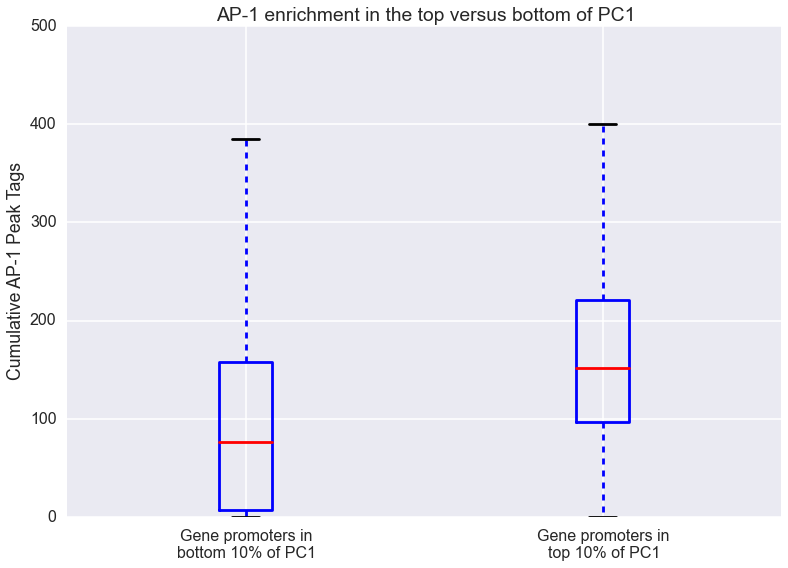 AP-1 enrichment in the top versus bottom of PC1
Cumulative AP-1 Peak Tags
500
400
300
200
100
0
Gene promoters in
bottom 10% of PC1
Gene promoters in
top 10% of PC1